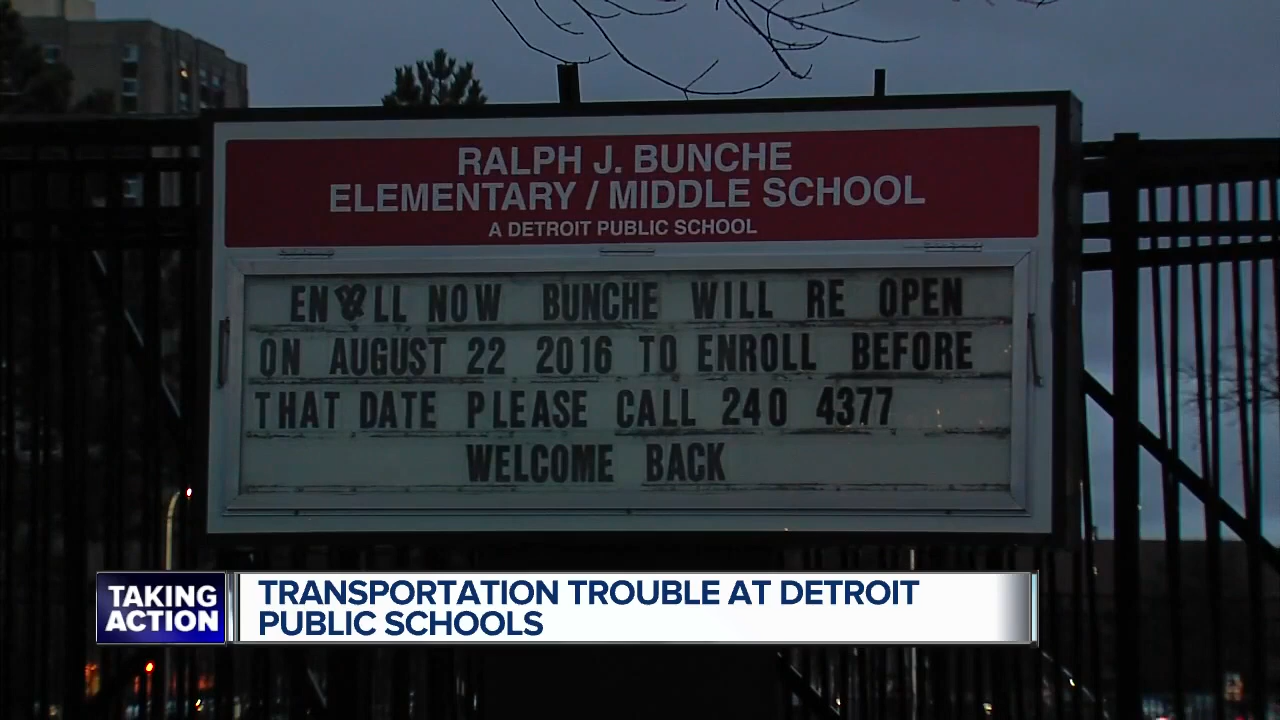 RALPH J. BUNCHE
ELEMENTARY / MIDDLE SCHOOL
A DETROIT PUBLIC SCHOOL
LL NOW BUNCHE WILL RE OPEN
ON AUGUST 22 2016 TO ENROLL BEFORE
THAT DATE PLEASE CALL 240 4377
WELCOME BACK
TAKING
ACTION
TRANSPORTATION TROUBLE AT DETROIT
PUBLIC SCHOOLS